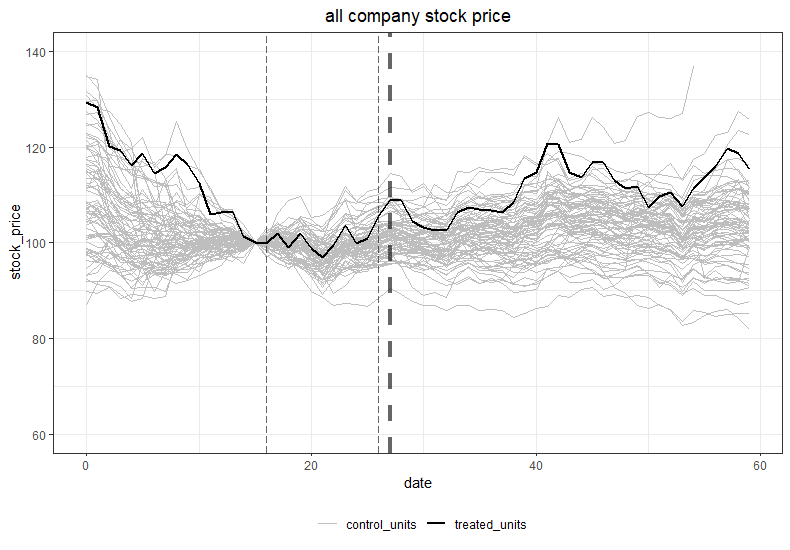 all company stock price
140
120
100
80
60
stock_price
0
20
40
60
date
control_units
treated_units